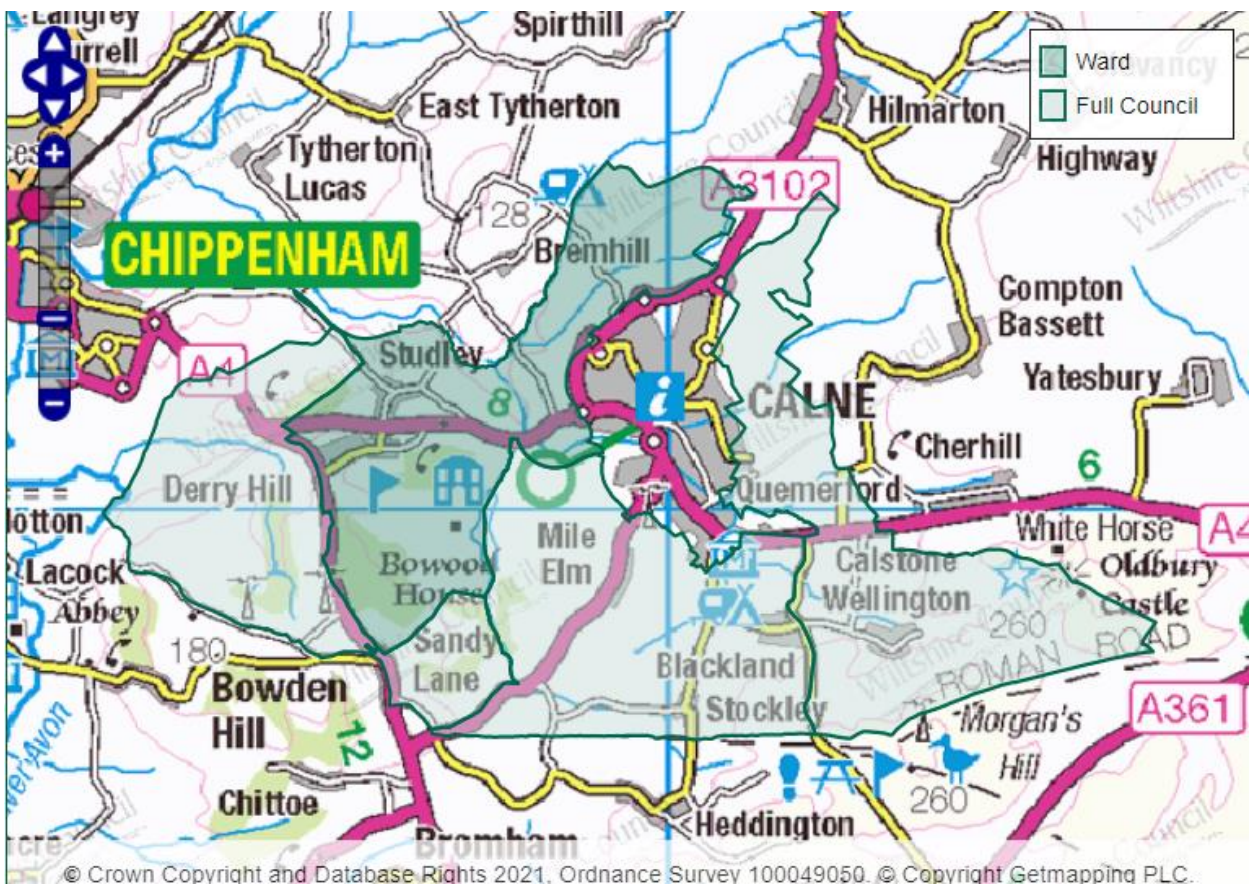 Langrey
urrell
Spirthill
Ward
Full Council
Hilmarton
East Tytherton
Tytherton
Lucas
Highway
A3102
128
Bremhill
CHIPPENHAM
Compton
Bassett
Studley
A4
8
CALNE
Yatesbury
Cherhill
6
Derry Hill
Quemerford
White Horse
A4
Mile
Elm
Calstone
Wellington
Oldbury
Castle
Lacock
Abbey
Bowood
House
260
180
Sandy
Lane
ROMAN ROAD
Blackland
Bowden
Hill
Stockley
A361
12
Morgan's
Hill
Chittoe
260
Heddington
Bromham
© Crown Copyright and Database Rights 2021, Ordnance Survey 100049050. © Copyright Getmapping PLC.